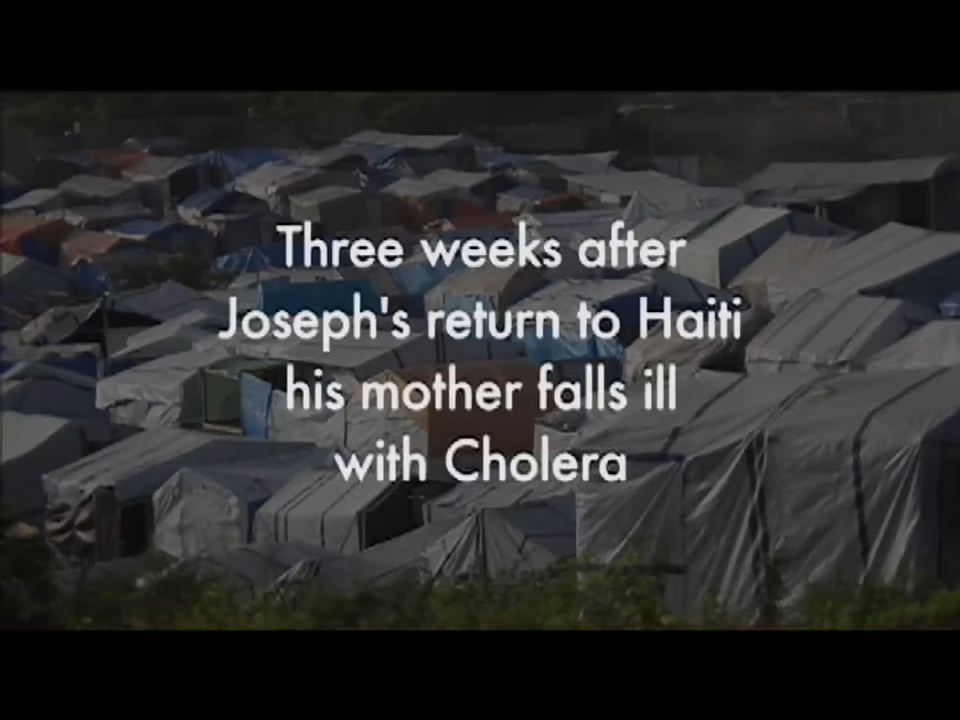 Three weeks after
Joseph's return to Haiti
his mother falls ill
with Cholera